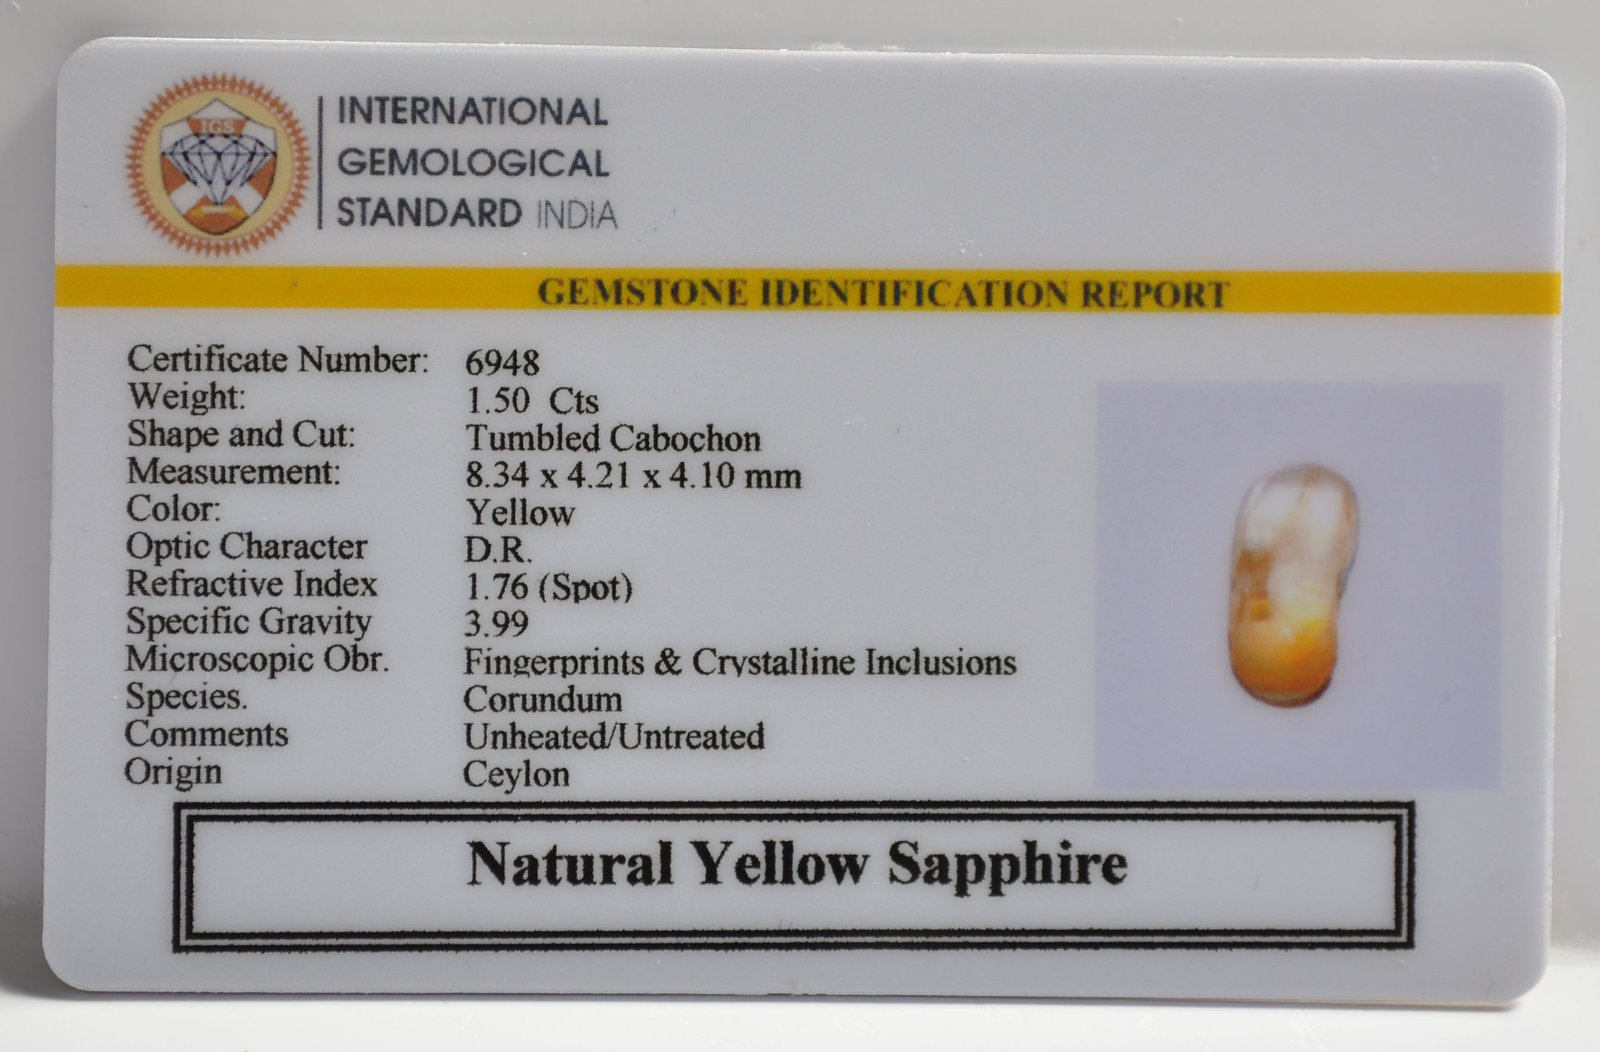 IGS
INTERNATIONAL
GEMOLOGICAL
STANDARD INDIA
GEMSTONE IDENTIFICATION REPORT
Certificate Number: 6948
Weight: 1.50 Cts
Shape and Cut: Tumbled Cabochon
Measurement: 8.34 x 4.21 x 4.10 mm
Color: Yellow
Optic Character D.R.
Refractive Index 1.76 (Spot)
Specific Gravity 3.99
Microscopic Obr. Fingerprints & Crystalline Inclusions
Species. Corundum
Comments Unheated/Untreated
Origin Ceylon
Natural Yellow Sapphire